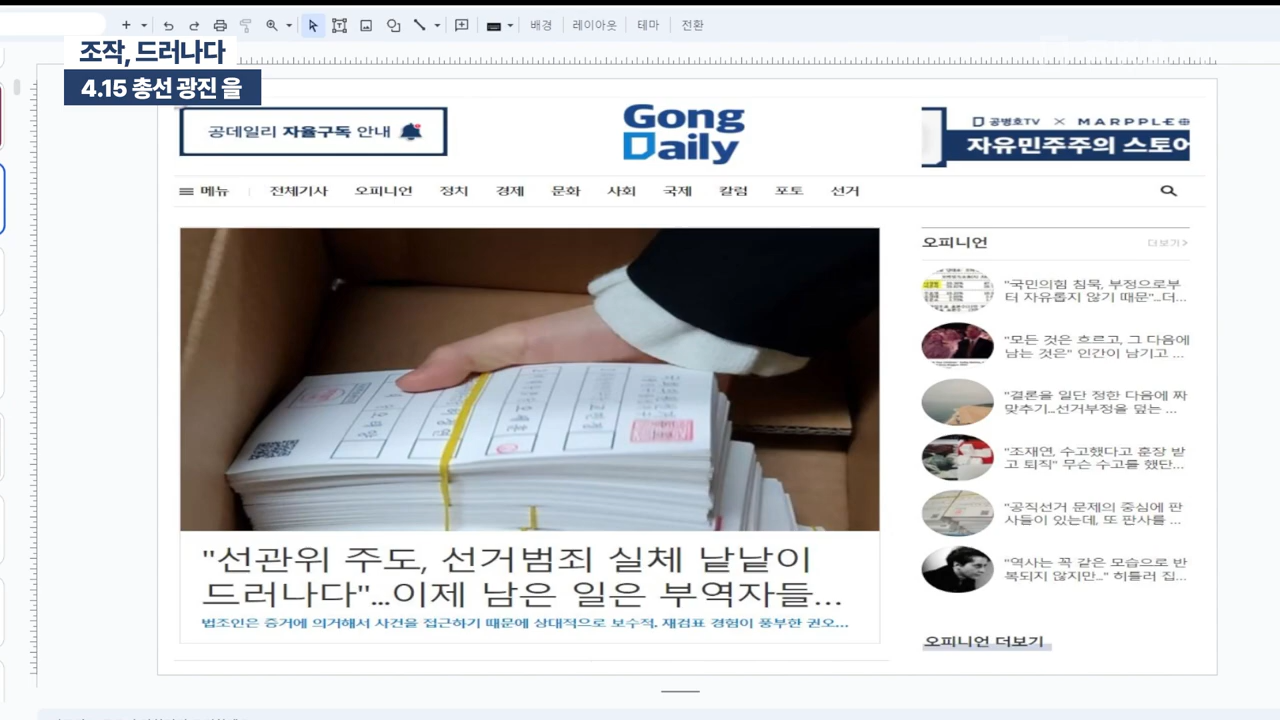 배경 레이아웃 테마 전환
조작, 드러나다
4.15 총선 광진 을
공데일리 자율구독 안내
Gong
Daily
공병호TV × MARPPLE
자유민주주의 스토어
메뉴 전체기사 오피니언 정치 경제 문화 사회 국제 칼럼 포토 선거
오피니언 더보기
"국민의힘 침묵, 부정으로부
터 자유롭지 않기 때문"...더...
"모든 것은 흐르고, 그 다음에
남는 것은" 인간이 남기고 ...
"결론을 일단 정한 다음에 짜
맞추기...선거부정을 덮는 ...
"조재연, 수고했다고 훈장 받
고 퇴직" 무슨 수고를 했단...
"공직선거 문제의 중심에 판
사들이 있는데, 또 판사를 ...
"역사는 꼭 같은 모습으로 반
복되지 않지만..." 히틀러 집...
"선관위 주도, 선거범죄 실체 낱낱이
드러나다"...이제 남은 일은 부역자들...
법조인은 증거에 의거해서 사건을 접근하기 때문에 상대적으로 보수적. 재검표 경험이 풍부한 권오...
오피니언 더보기